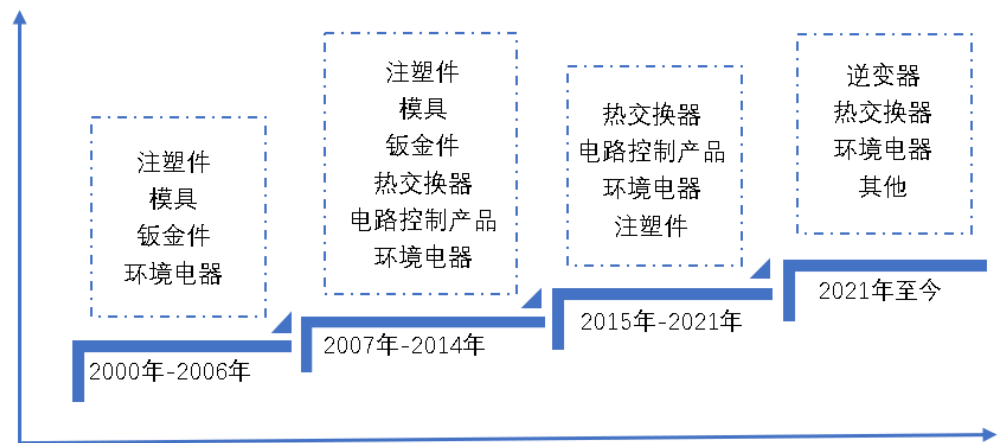 注塑件
模具
钣金件
环境电器
2000年-2006年
注塑件
模具
钣金件
热交换器
电路控制产品
环境电器
2007年-2014年
热交换器
电路控制产品
环境电器
注塑件
2015年-2021年
逆变器
热交换器
环境电器
其他
2021年至今